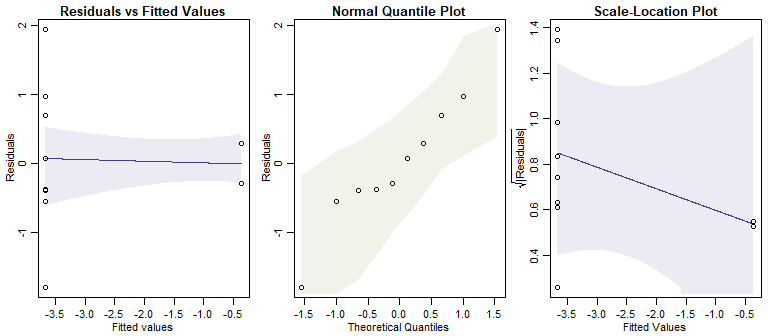 Residuals vs Fitted Values
Residuals
2
1
0
-1
-3.5 -3.0 -2.5 -2.0 -1.5 -1.0 -0.5
Fitted values
Normal Quantile Plot
Residuals
2
1
0
-1
-1.5 -1.0 -0.5 0.0 0.5 1.0 1.5
Theoretical Quantiles
Scale-Location Plot
√|Residuals|
1.4
1.2
1.0
0.8
0.6
0.4
-3.5 -3.0 -2.5 -2.0 -1.5 -1.0 -0.5
Fitted Values